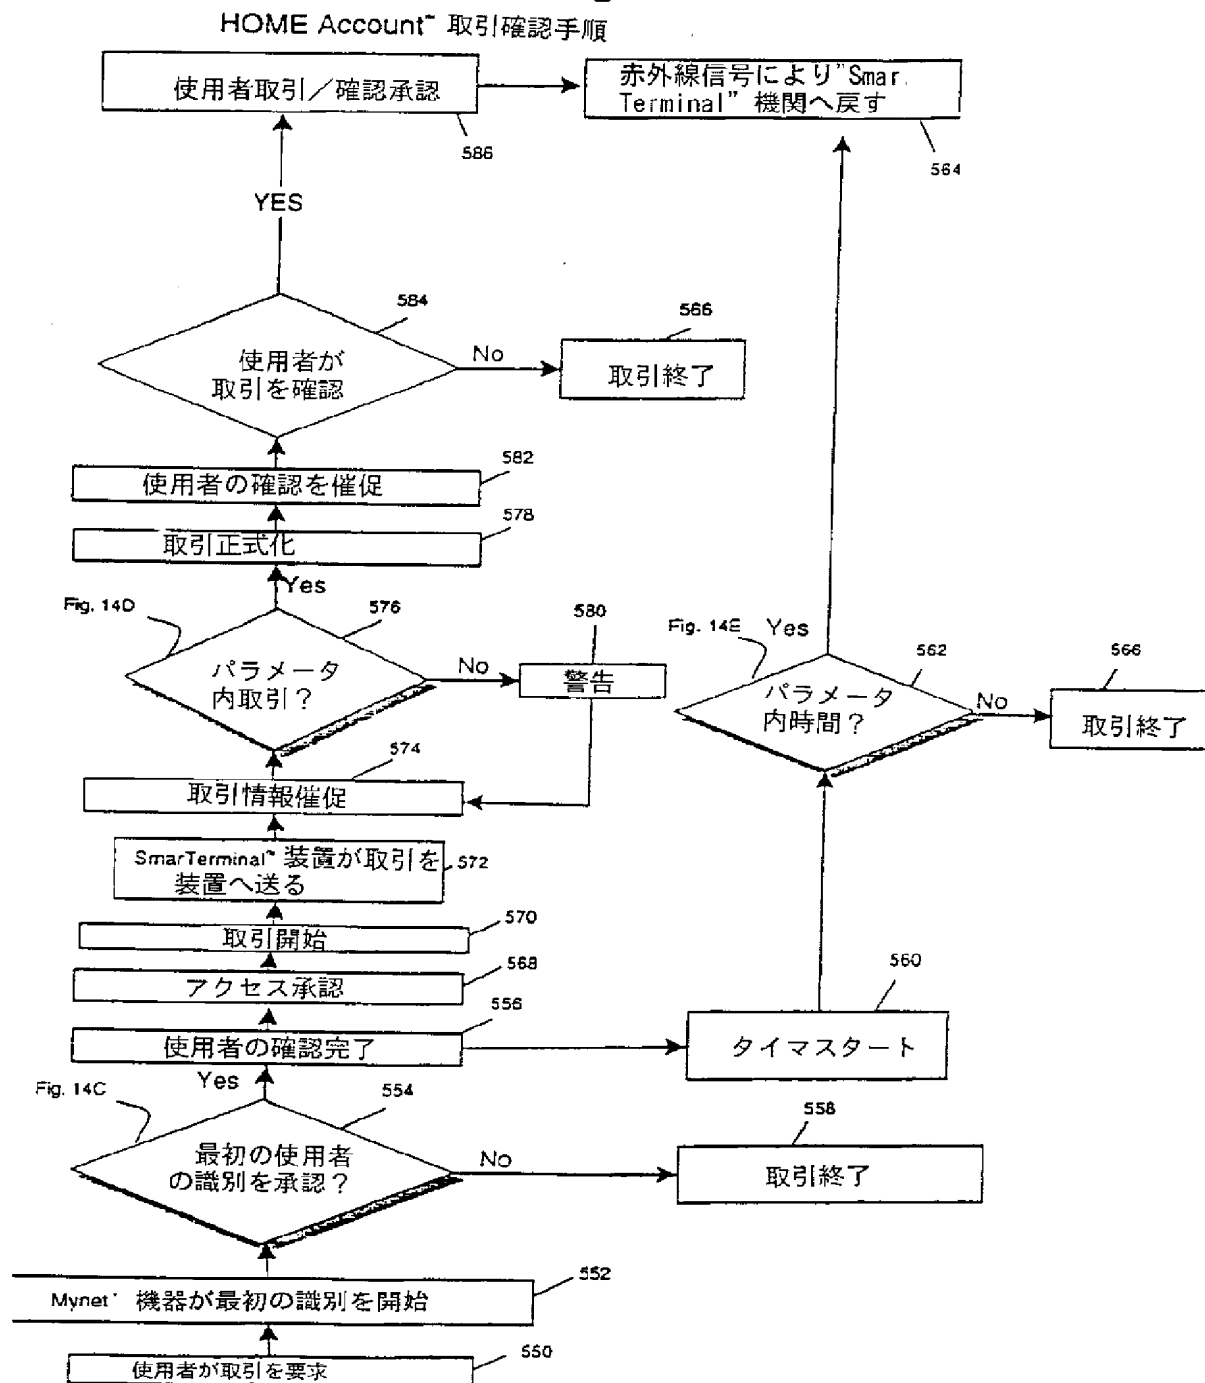 HOME Account™ 取引確認手順
使用者取引／確認承認
586
赤外線信号により"Smar
Terminal" 機関へ戻す
564
YES
584
使用者が
取引を確認
No
566
取引終了
582
使用者の確認を催促
578
取引正式化
Yes
Fig. 14D
576
パラメータ
内取引？
No
580
警告
Fig. 14E
Yes
562
パラメータ
内時間？
No
566
取引終了
574
取引情報催促
SmarTerminal™ 装置が取引を
装置へ送る
572
570
取引開始
568
アクセス承認
556
使用者の確認完了
560
タイマスタート
Yes
Fig. 14C
554
最初の使用者
の識別を承認？
No
558
取引終了
552
Mynet 機器が最初の識別を開始
550
使用者が取引を要求